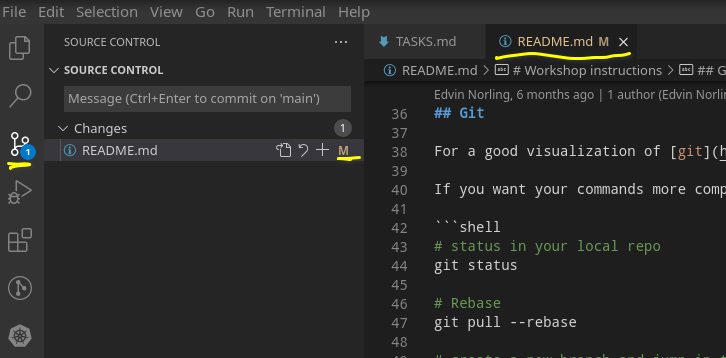 File Edit Selection View Go Run Terminal Help
SOURCE CONTROL ···
SOURCE CONTROL
Message (Ctrl+Enter to commit on 'main')
Changes 1
README.md M
1
TASKS.md README.md M
README.md > # Workshop instructions > ## G
Edvin Norling, 6 months ago | 1 author (Edvin Norlin
36 ## Git
37
38 For a good visualization of [git](h
39
40 If you want your commands more comp
41
42 ```shell
43 # status in your local repo
44 git status
45
46 # Rebase
47 git pull --rebase
48